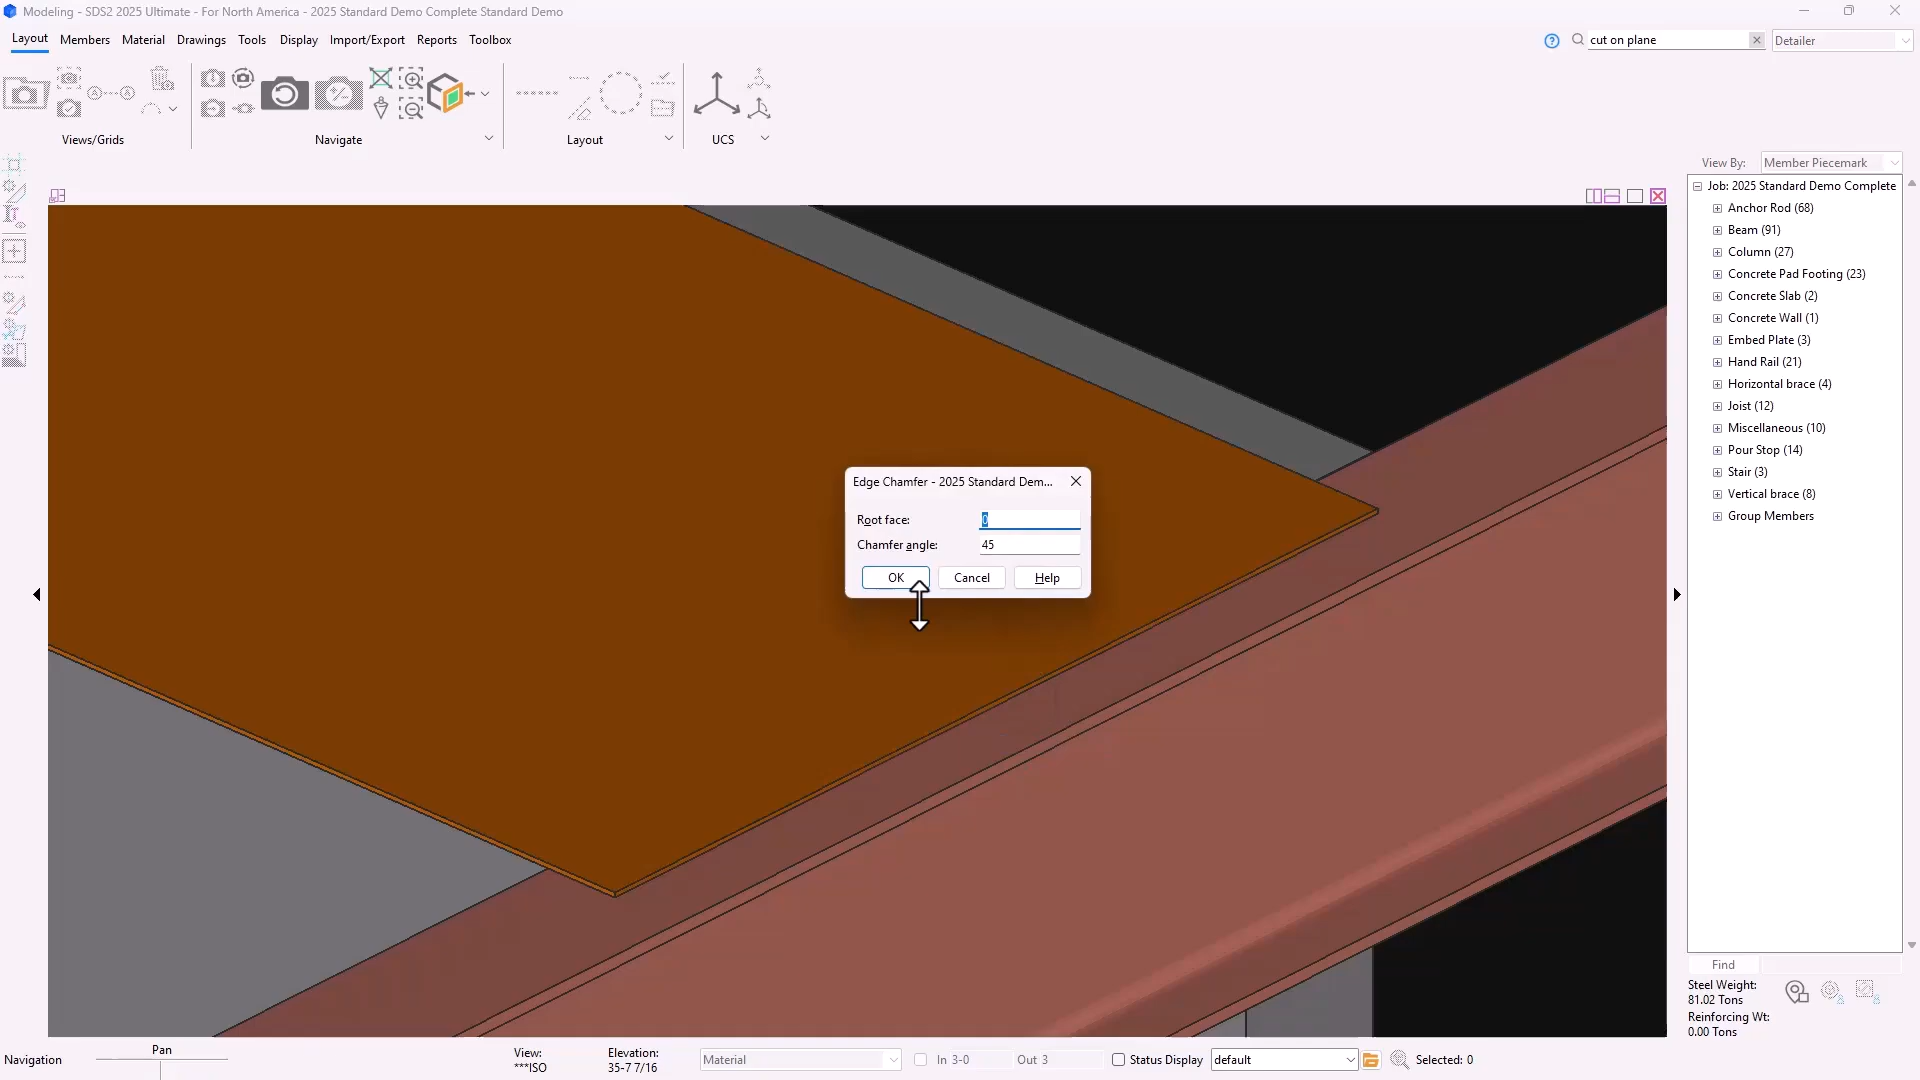 Modeling - SDS2 2025 Ultimate - For North America - 2025 Standard Demo Complete Standard Demo
Layout Members Material Drawings Tools Display Import/Export Reports Toolbox
cut on plane
Detailer
Views/Grids
Navigate
Layout
UCS
View By: Member Piecemark
Job: 2025 Standard Demo Complete
Anchor Rod (68)
Beam (91)
Column (27)
Concrete Pad Footing (23)
Concrete Slab (2)
Concrete Wall (1)
Embed Plate (3)
Hand Rail (21)
Horizontal brace (4)
Joist (12)
Miscellaneous (10)
Pour Stop (14)
Stair (3)
Vertical brace (8)
Group Members
Edge Chamfer - 2025 Standard Dem...
Root face: 0
Chamfer angle: 45
OK Cancel Help
Find
Steel Weight:
81.02 Tons
Reinforcing Wt:
0.00 Tons
Navigation
Pan
View:
***ISO
Elevation:
35-7 7/16
Material
In 3-0
Out 3
Status Display
default
Selected: 0